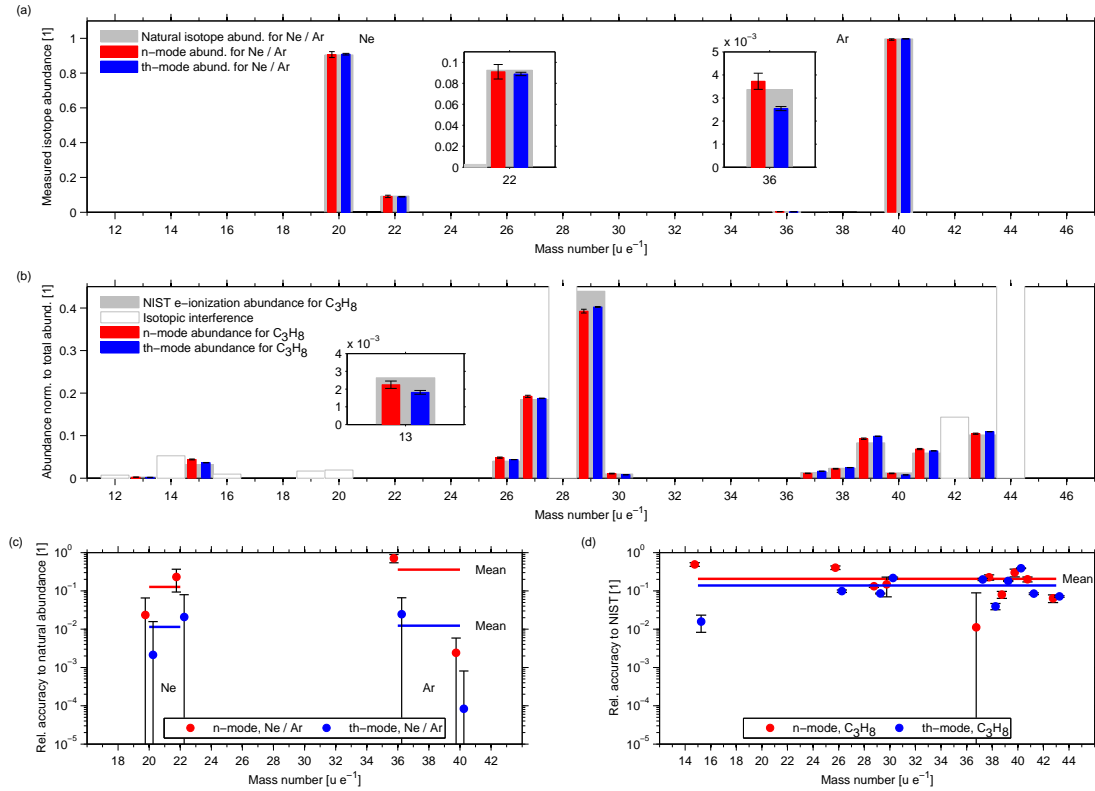 (a)
Measured isotope abundance [1]
Natural isotope abund. for Ne / Ar
n−mode abund. for Ne / Ar
th−mode abund. for Ne / Ar
Ne
Ar
0
0.2
0.4
0.6
0.8
1
0
0.02
0.04
0.06
0.08
0.1
22
x 10⁻³
0
1
2
3
4
5
36
12 14 16 18 20 22 24 26 28 30 32 34 36 38 40 42 44 46
Mass number [u e⁻¹]
(b)
Abundance norm. to total abund. [1]
NIST e−ionization abundance for C₃H₈
Isotopic interference
n−mode abundance for C₃H₈
th−mode abundance for C₃H₈
0
0.1
0.2
0.3
0.4
x 10⁻³
0
1
2
3
4
13
12 14 16 18 20 22 24 26 28 30 32 34 36 38 40 42 44 46
Mass number [u e⁻¹]
(c)
Rel. accuracy to natural abundance [1]
10⁰
10⁻¹
10⁻²
10⁻³
10⁻⁴
10⁻⁵
Mean
Mean
Ne
Ar
n−mode, Ne / Ar
th−mode, Ne / Ar
18 20 22 24 26 28 30 32 34 36 38 40 42
Mass number [u e⁻¹]
(d)
Rel. accuracy to NIST [1]
10⁰
10⁻¹
10⁻²
10⁻³
10⁻⁴
10⁻⁵
Mean
n−mode, C₃H₈
th−mode, C₃H₈
14 16 18 20 22 24 26 28 30 32 34 36 38 40 42 44
Mass number [u e⁻¹]